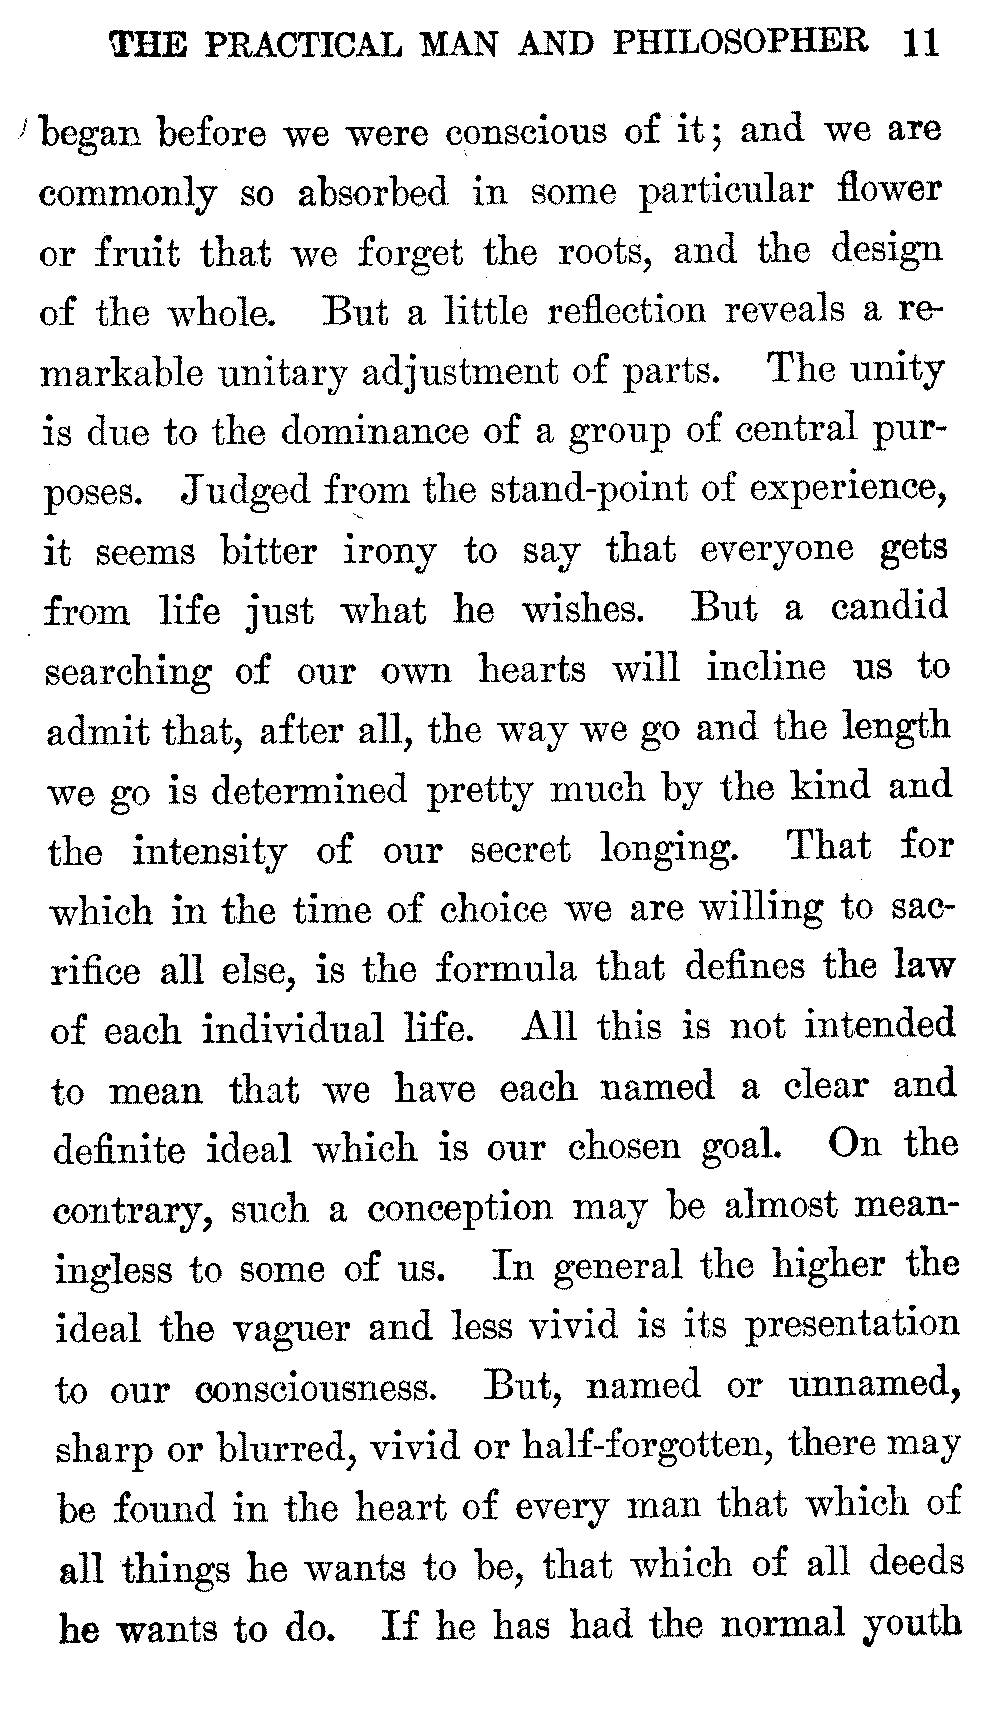 THE PRACTICAL MAN AND PHILOSOPHER 11
began before we were conscious of it; and we are
commonly so absorbed in some particular flower
or fruit that we forget the roots, and the design
of the whole. But a little reflection reveals a re-
markable unitary adjustment of parts. The unity
is due to the dominance of a group of central pur-
poses. Judged from the stand-point of experience,
it seems bitter irony to say that everyone gets
from life just what he wishes. But a candid
searching of our own hearts will incline us to
admit that, after all, the way we go and the length
we go is determined pretty much by the kind and
the intensity of our secret longing. That for
which in the time of choice we are willing to sac-
rifice all else, is the formula that defines the law
of each individual life. All this is not intended
to mean that we have each named a clear and
definite ideal which is our chosen goal. On the
contrary, such a conception may be almost mean-
ingless to some of us. In general the higher the
ideal the vaguer and less vivid is its presentation
to our consciousness. But, named or unnamed,
sharp or blurred, vivid or half-forgotten, there may
be found in the heart of every man that which of
all things he wants to be, that which of all deeds
he wants to do. If he has had the normal youth